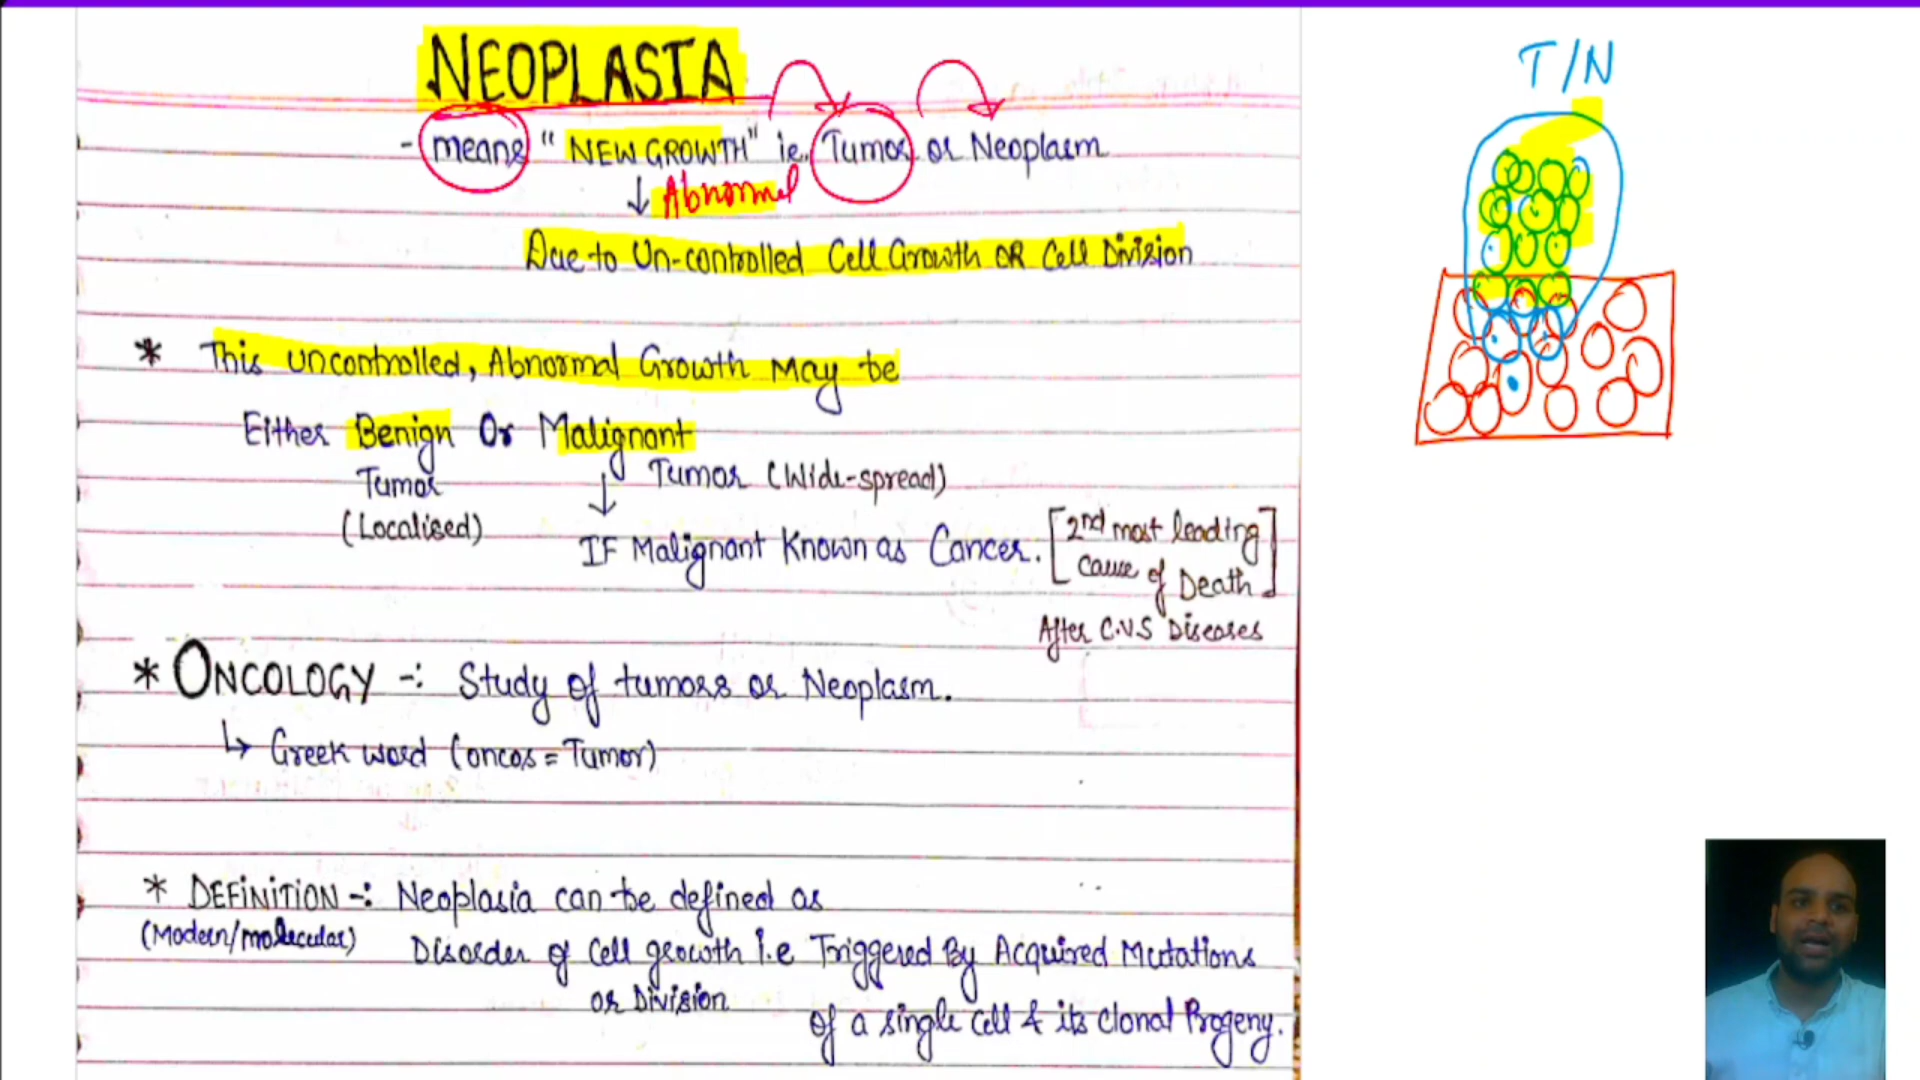 NEOPLASIA
T/N
- means "NEW GROWTH" ie. Tumor or Neoplasm
↓ Abnormal
Due to Un-controlled Cell Growth OR Cell Division
* This uncontrolled, Abnormal Growth May be
Either Benign Or Malignant
Tumor
↓ Tumor (Wide-spread)
(Localised)
IF Malignant Known as Cancer. [2nd most leading
cause of Death]
After C.V.S Diseases
* ONCOLOGY -: Study of tumors or Neoplasm.
↳ Greek word (oncos = Tumor)
* DEFINITION -: Neoplasia can be defined as
(Modern/molecular)
Disorder of Cell growth i.e Triggered By Acquired Mutations
or Division
of a single cell & its clonal Progeny.